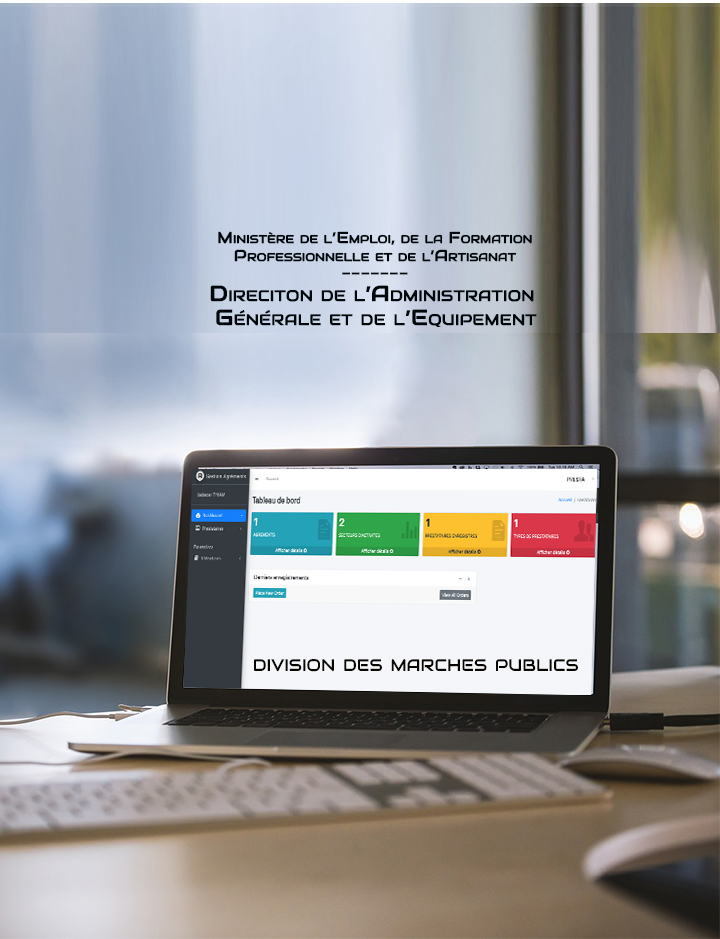 Ministère de l'Emploi, de la Formation
Professionnelle et de l'Artisanat
-------
Direciton de l'Administration
Générale et de l'Equipement
Gestion Agréments
Tableau de bord
Accueil /
1
AGREMENTS
Afficher détails
2
SECTEURS D'ACTIVITES
Afficher détails
1
PRESTATAIRES ENREGISTRES
Afficher détails
1
TYPES DE PRESTATAIRES
Afficher détails
Dashboard
Prestataires
Derniers enregistrements
Place New Order
View All Orders
DIVISION DES MARCHES PUBLICS